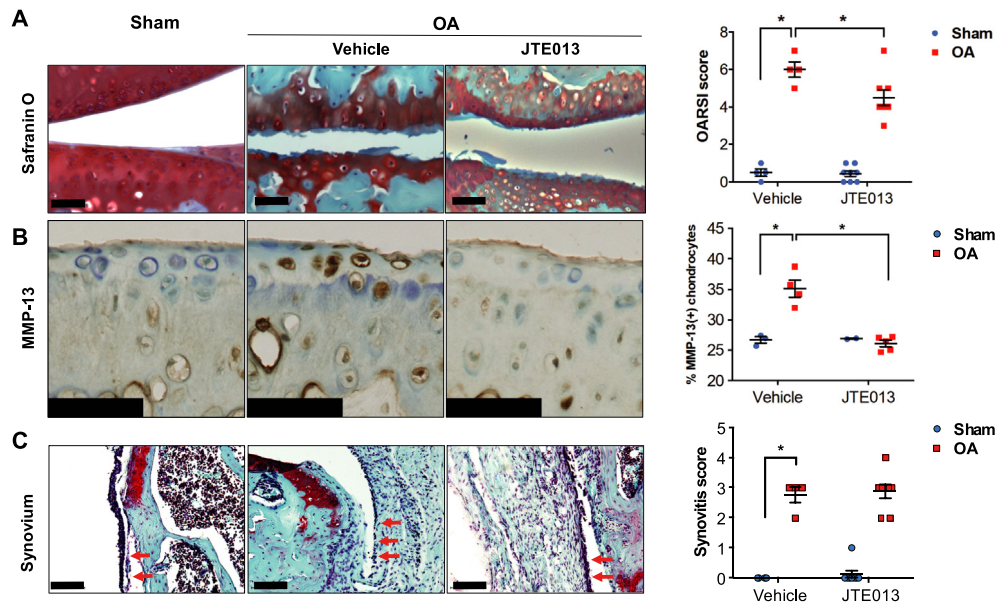 A
Sham
OA
Vehicle
JTE013
Safranin O
OARSI score
8
6
4
2
0
*
*
Vehicle
JTE013
Sham
OA
B
MMP-13
% MMP-13(+) chondrocytes
45
40
35
30
25
20
*
*
Vehicle
JTE013
Sham
OA
C
Synovium
Synovitis score
5
4
3
2
1
0
*
Vehicle
JTE013
Sham
OA